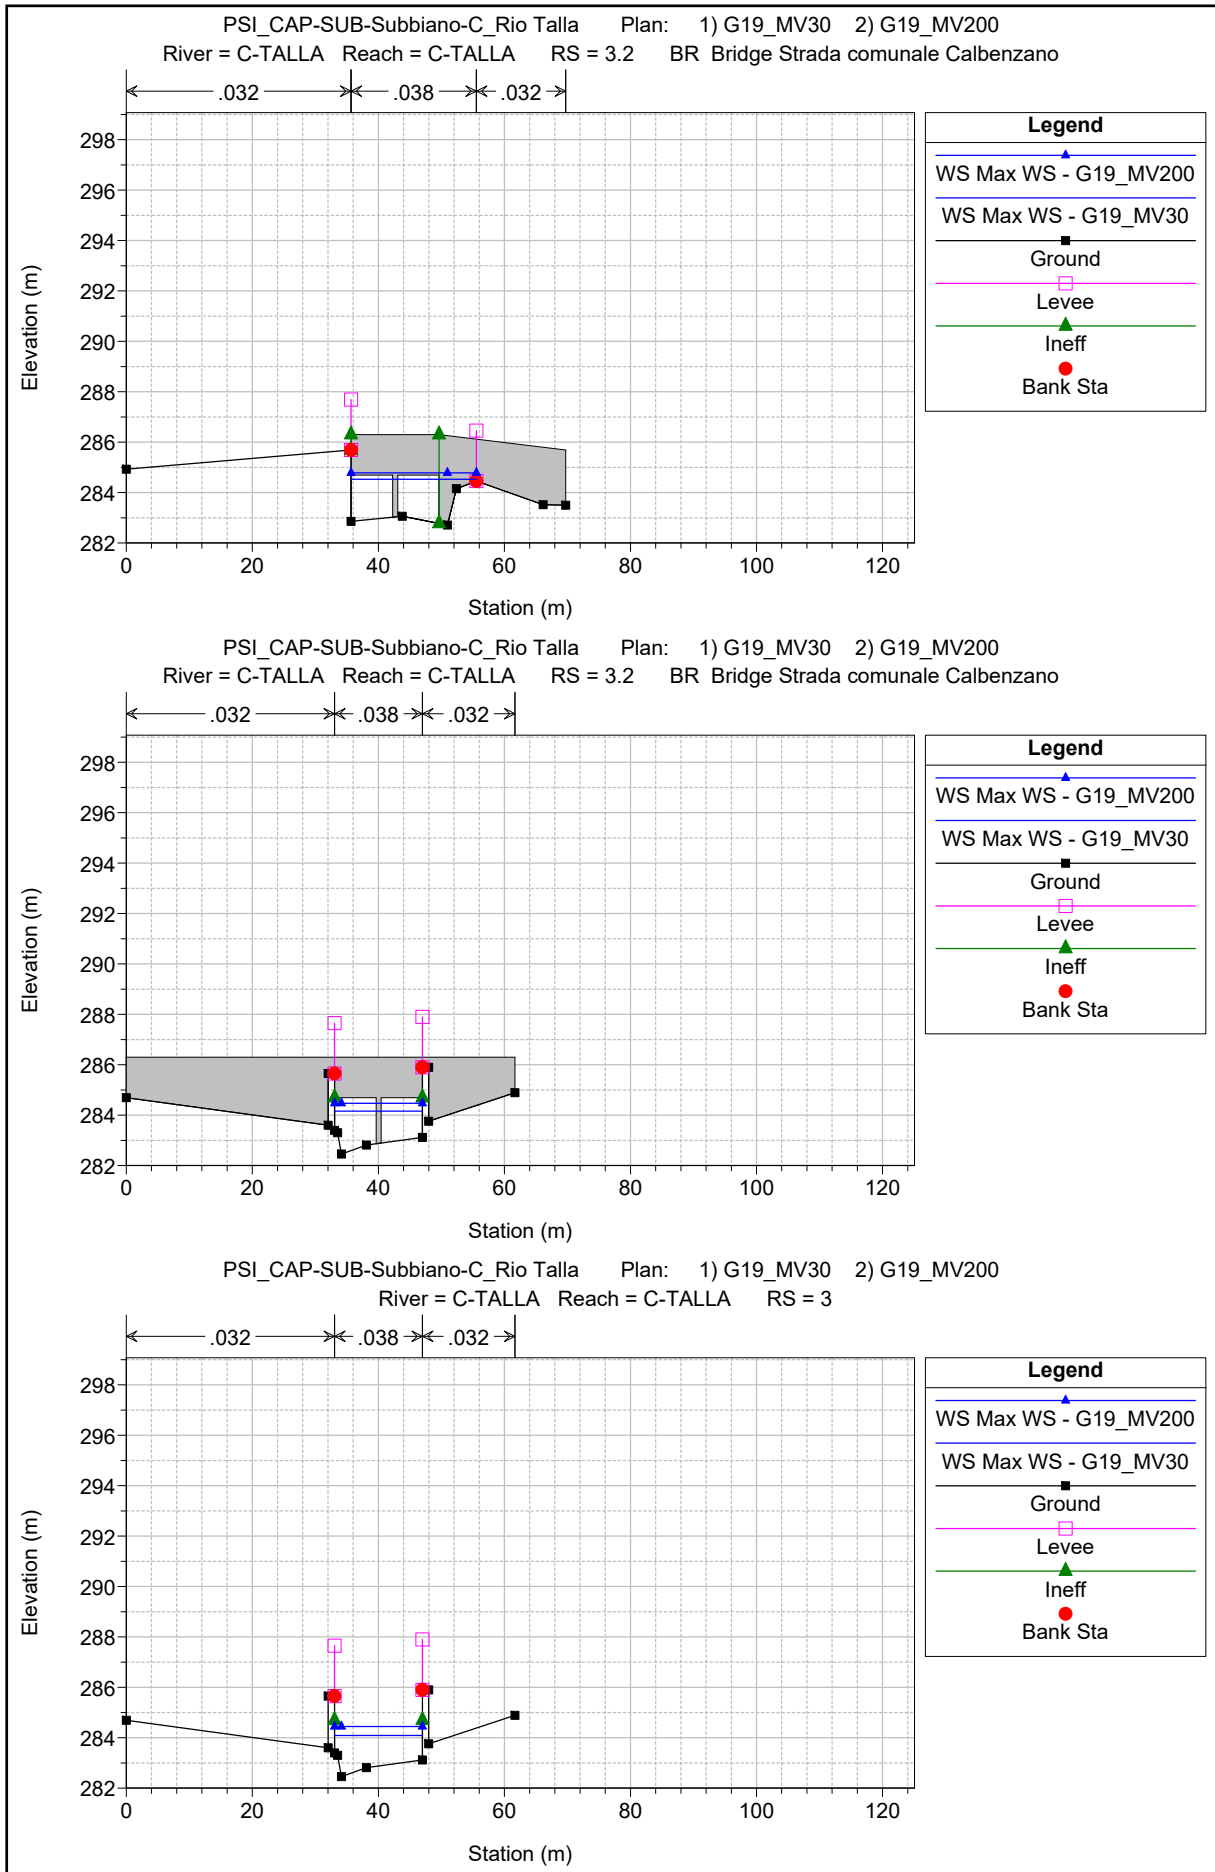 PSI_CAP-SUB-Subbiano-C_Rio Talla Plan: 1) G19_MV30 2) G19_MV200
River = C-TALLA Reach = C-TALLA RS = 3.2 BR Bridge Strada comunale Calbenzano
.032 .038 .032
298
296
294
292
290
288
286
284
282
Elevation (m)
0 20 40 60 80 100 120
Station (m)
Legend
WS Max WS - G19_MV200
WS Max WS - G19_MV30
Ground
Levee
Ineff
Bank Sta
PSI_CAP-SUB-Subbiano-C_Rio Talla Plan: 1) G19_MV30 2) G19_MV200
River = C-TALLA Reach = C-TALLA RS = 3.2 BR Bridge Strada comunale Calbenzano
.032 .038 .032
298
296
294
292
290
288
286
284
282
Elevation (m)
0 20 40 60 80 100 120
Station (m)
Legend
WS Max WS - G19_MV200
WS Max WS - G19_MV30
Ground
Levee
Ineff
Bank Sta
PSI_CAP-SUB-Subbiano-C_Rio Talla Plan: 1) G19_MV30 2) G19_MV200
River = C-TALLA Reach = C-TALLA RS = 3
.032 .038 .032
298
296
294
292
290
288
286
284
282
Elevation (m)
0 20 40 60 80 100 120
Station (m)
Legend
WS Max WS - G19_MV200
WS Max WS - G19_MV30
Ground
Levee
Ineff
Bank Sta